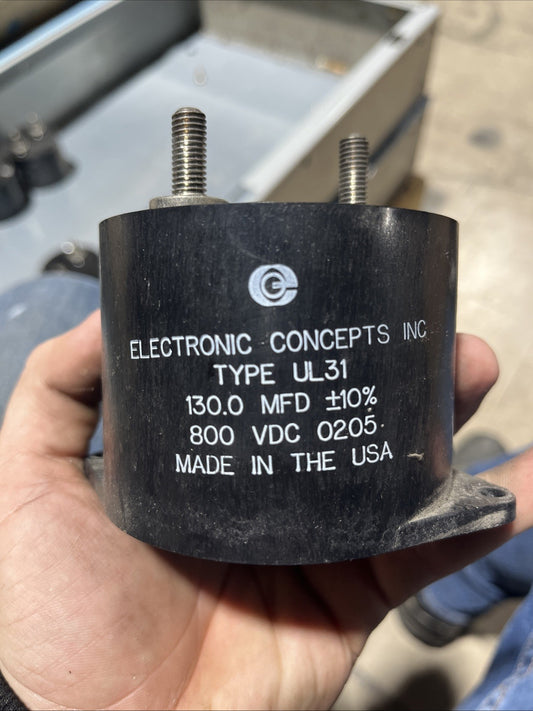 ELECTRONIC CONCEPTS INC
TYPE UL31
130.0 MFD ±10%
800 VDC 0205
MADE IN THE USA